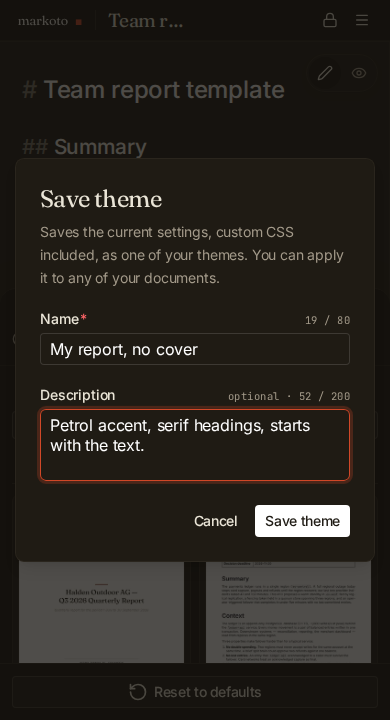 markoto
Team r...
# Team report template
## Summary
Save theme
Saves the current settings, custom CSS
included, as one of your themes. You can apply
it to any of your documents.
Name*
19 / 80
My report, no cover
Description
optional · 52 / 200
Petrol accent, serif headings, starts
with the text.
Cancel
Save theme
Halden Outdoor AG —
Q3 2028 Quarterly Report
Summary
Context
Reset to defaults